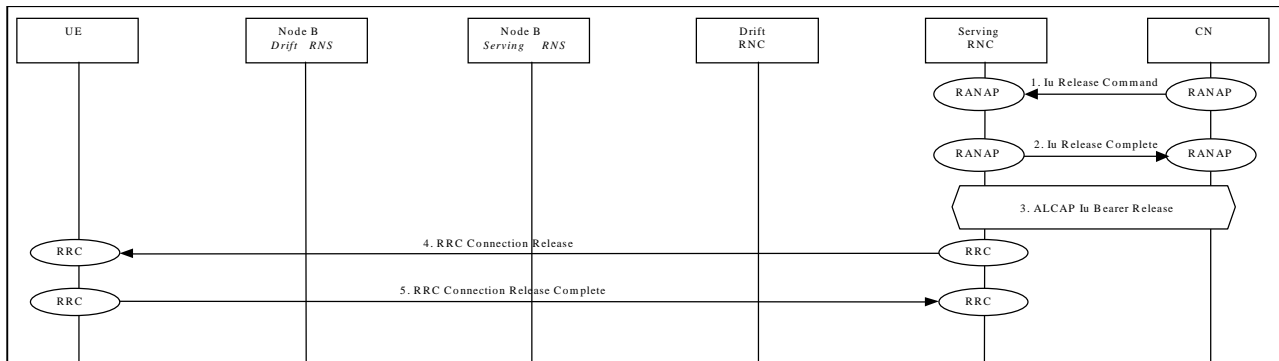 UE
Node B
Drift RNS
Node B
Serving RNS
Drift
RNC
Serving
RNC
CN
1. Iu Release Command
RANAP
RANAP
2. Iu Release Complete
RANAP
RANAP
3. ALCAP Iu Bearer Release
4. RRC Connection Release
RRC
RRC
5. RRC Connection Release Complete
RRC
RRC